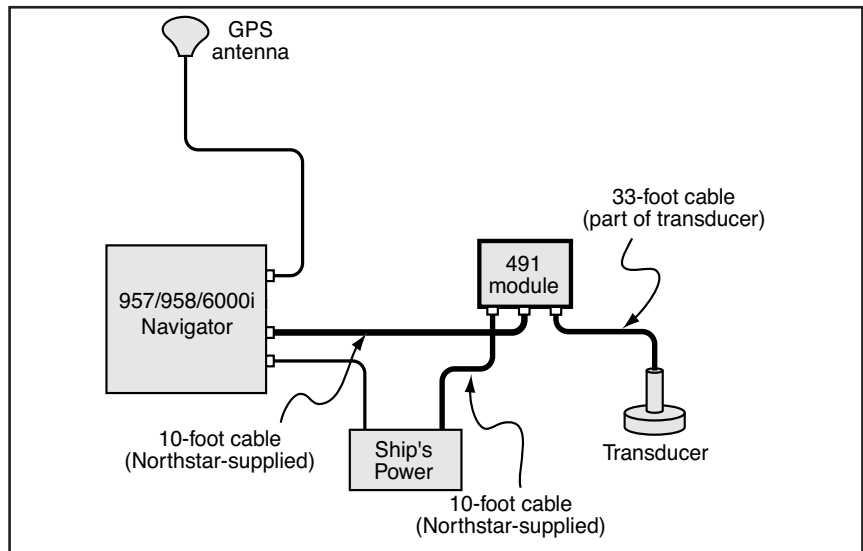 GPS
antenna
33-foot cable
(part of transducer)
491
module
957/958/6000i
Navigator
10-foot cable
(Northstar-supplied)
Ship's
Power
Transducer
10-foot cable
(Northstar-supplied)